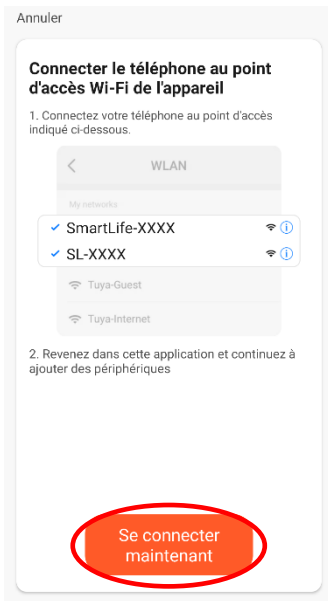 Annuler
Connecter le téléphone au point
d'accès Wi-Fi de l'appareil
1. Connectez votre téléphone au point d'accès
indiqué ci-dessous.
WLAN
My networks
SmartLife-XXXX
SL-XXXX
Tuya-Guest
Tuya-Internet
2. Revenez dans cette application et continuez à
ajouter des périphériques
Se connecter
maintenant